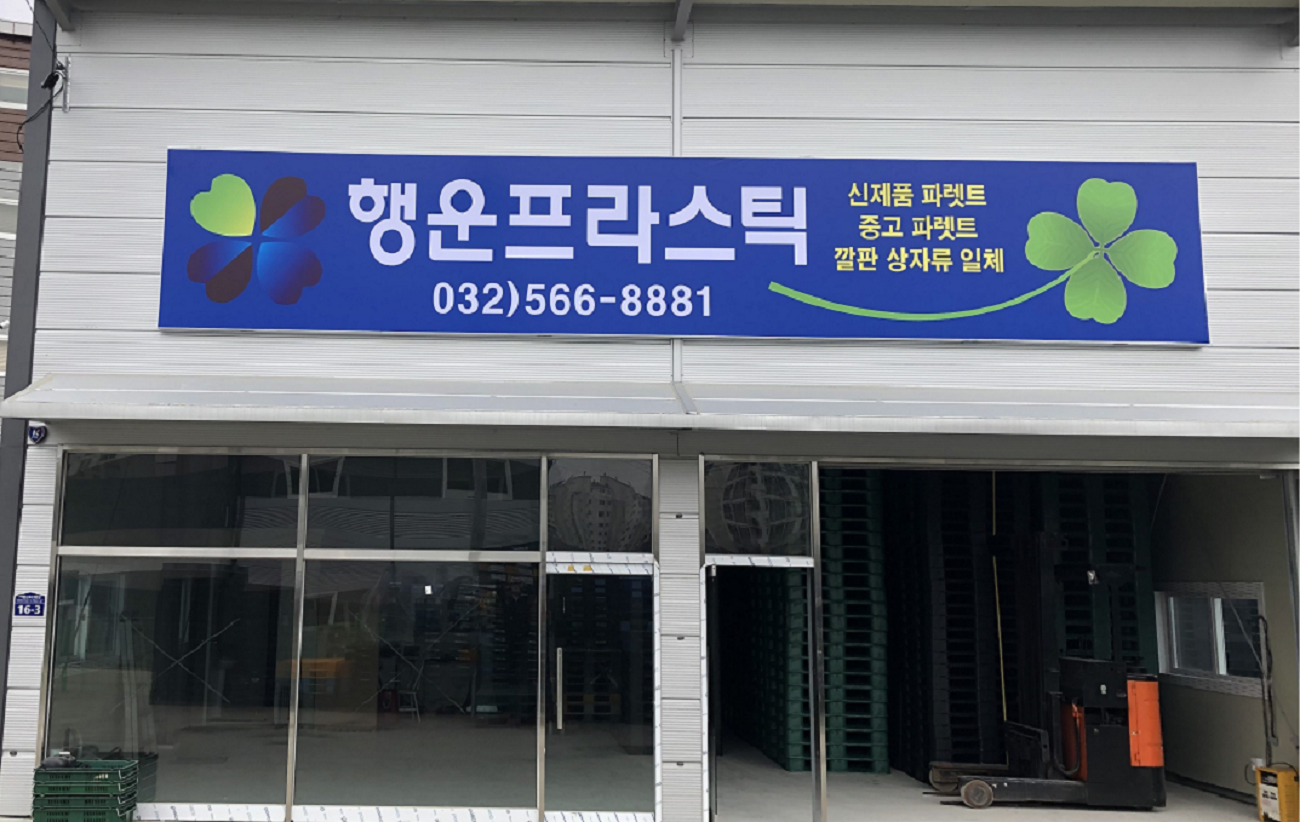 행운프라스틱
032)566-8881
신제품 파렛트
중고 파렛트
깔판 상자류 일체
16-3